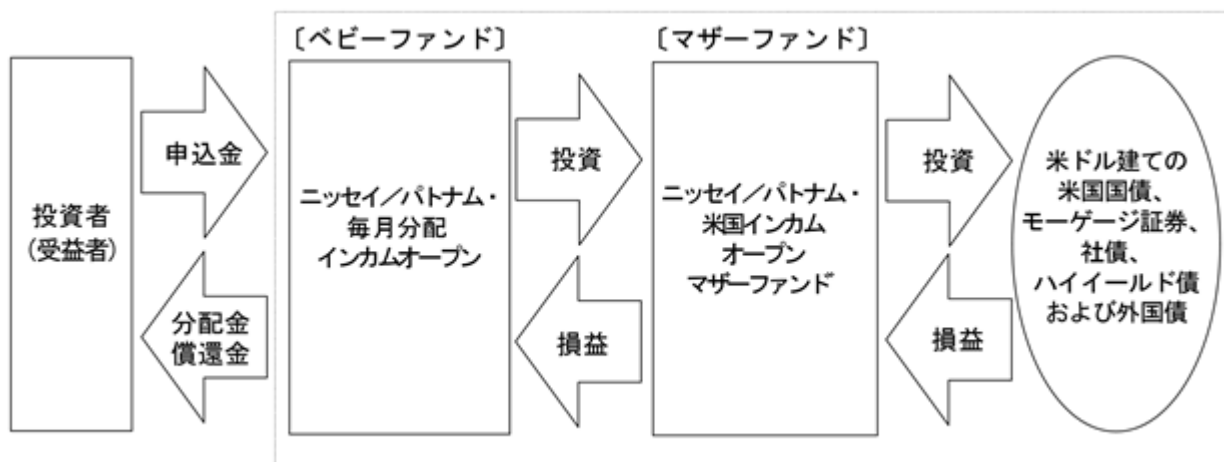 〔ベビーファンド〕
〔マザーファンド〕
投資者
(受益者)
申込金
分配金
償還金
ニッセイ/パトナム・
毎月分配
インカムオープン
投資
損益
ニッセイ/パトナム・
米国インカム
オープン
マザーファンド
投資
損益
米ドル建ての
米国国債、
モーゲージ証券、
社債、
ハイイールド債
および外国債